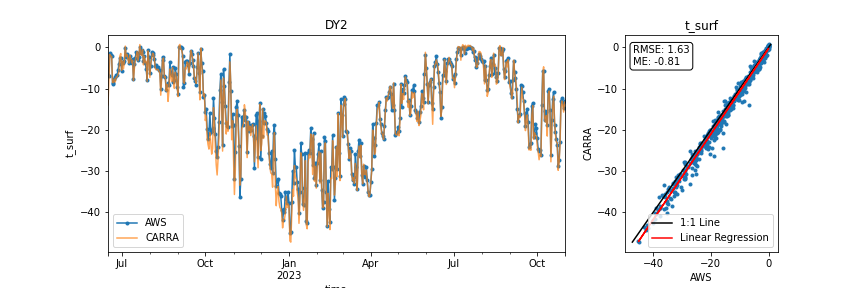 DY2
t_surf
0
−10
−20
−30
−40
AWS
CARRA
Jul
Oct
Jan
2023
Apr
Jul
Oct
time
t_surf
RMSE: 1.63
ME: -0.81
CARRA
0
−10
−20
−30
−40
1:1 Line
Linear Regression
−40
−20
0
AWS